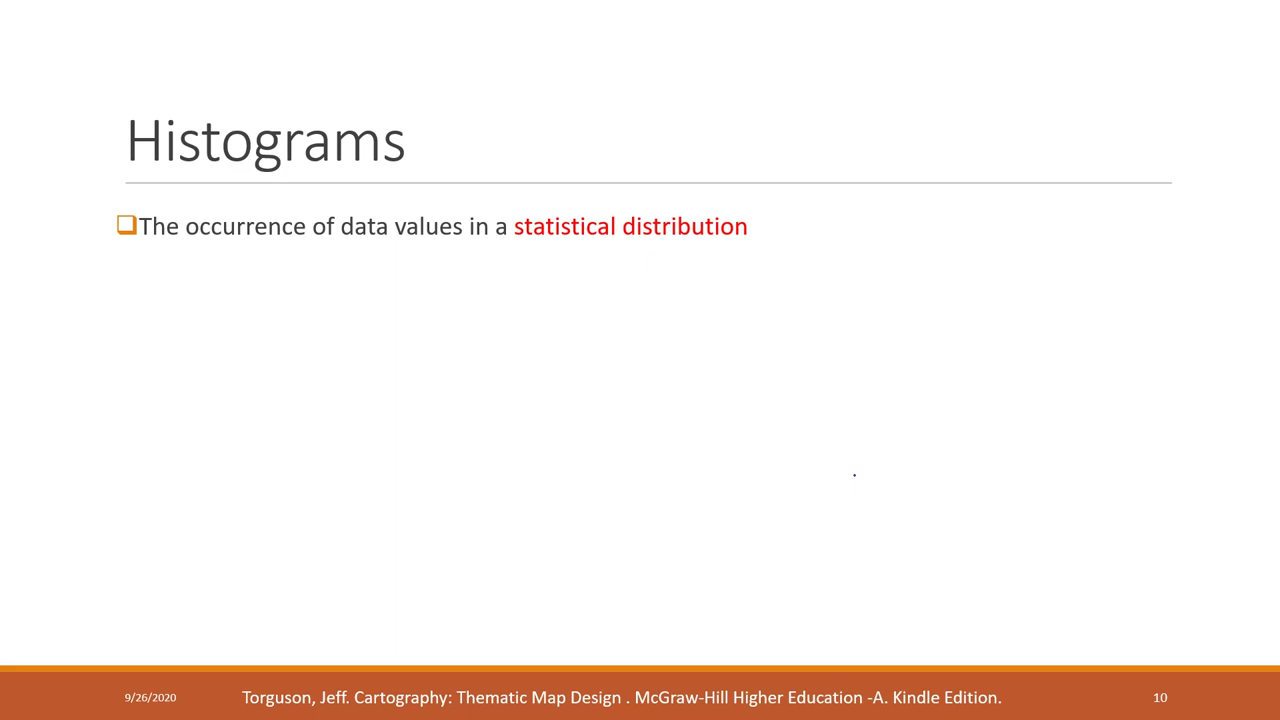 Histograms
The occurrence of data values in a statistical distribution
9/26/2020
Torguson, Jeff. Cartography: Thematic Map Design . McGraw-Hill Higher Education -A. Kindle Edition.
10